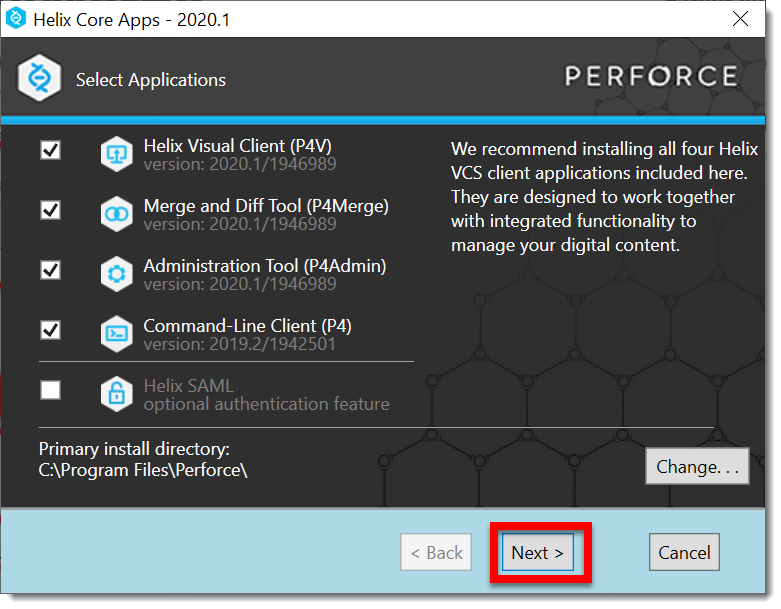 Helix Core Apps - 2020.1
Select Applications
PERFORCE
Helix Visual Client (P4V)
version: 2020.1/1946989
Merge and Diff Tool (P4Merge)
version: 2020.1/1946989
Administration Tool (P4Admin)
version: 2020.1/1946989
Command-Line Client (P4)
version: 2019.2/1942501
Helix SAML
optional authentication feature
We recommend installing all four Helix
VCS client applications included here.
They are designed to work together
with integrated functionality to
manage your digital content.
Primary install directory:
C:\Program Files\Perforce\
Change. . .
< Back
Next >
Cancel